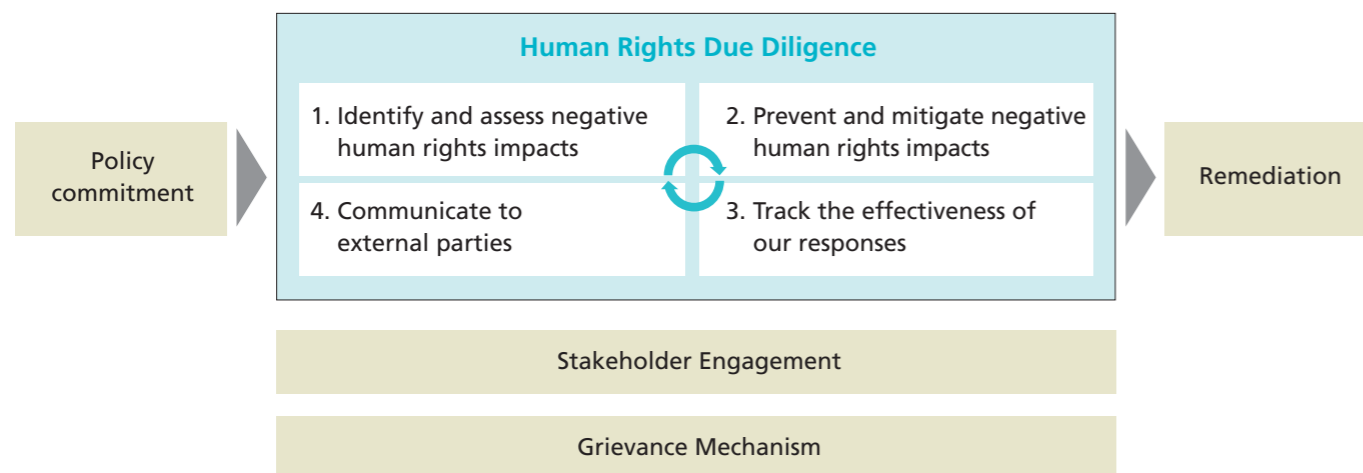 Human Rights Due Diligence
Policy
commitment
1. Identify and assess negative
human rights impacts
2. Prevent and mitigate negative
human rights impacts
4. Communicate to
external parties
3. Track the effectiveness of
our responses
Remediation
Stakeholder Engagement
Grievance Mechanism